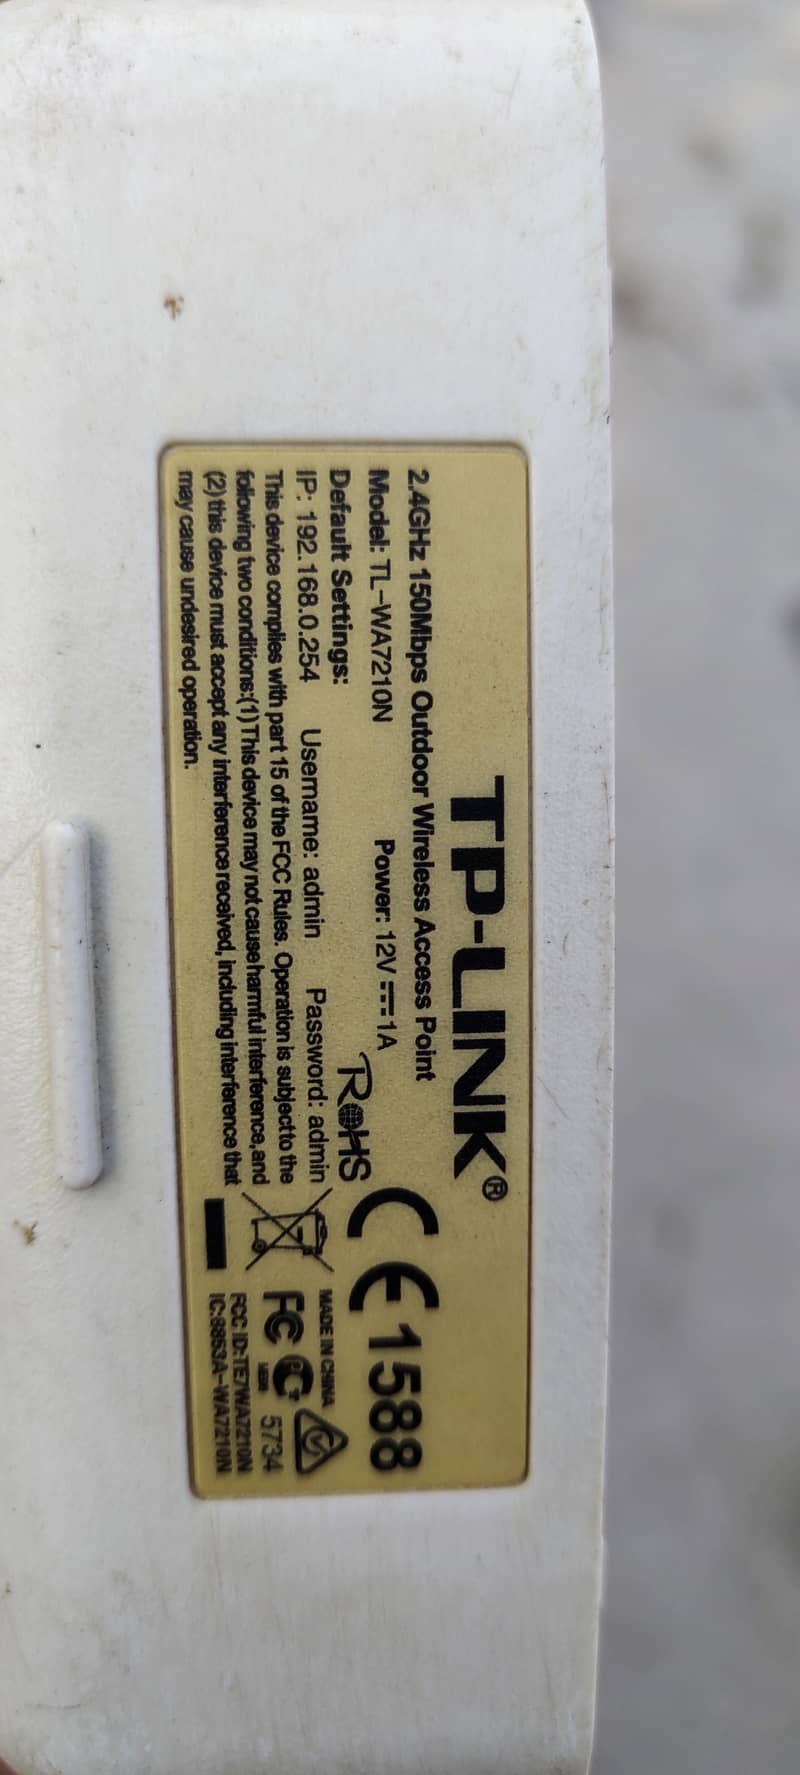 TP-LINK®
2.4GHz 150Mbps Outdoor Wireless Access Point
Model: TL-WA7210N Power: 12V⎓1A
Default Settings:
IP: 192.168.0.254 Username: admin Password: admin
This device complies with part 15 of the FCC Rules. Operation is subject to the
following two conditions:(1)This device may not cause harmful interference, and
(2) this device must accept any interference received, including interference that
may cause undesired operation.
RoHS
CE1588
MADE IN CHINA
FC
5734
FCC ID:TE7WA7210N
IC:8853A-WA7210N